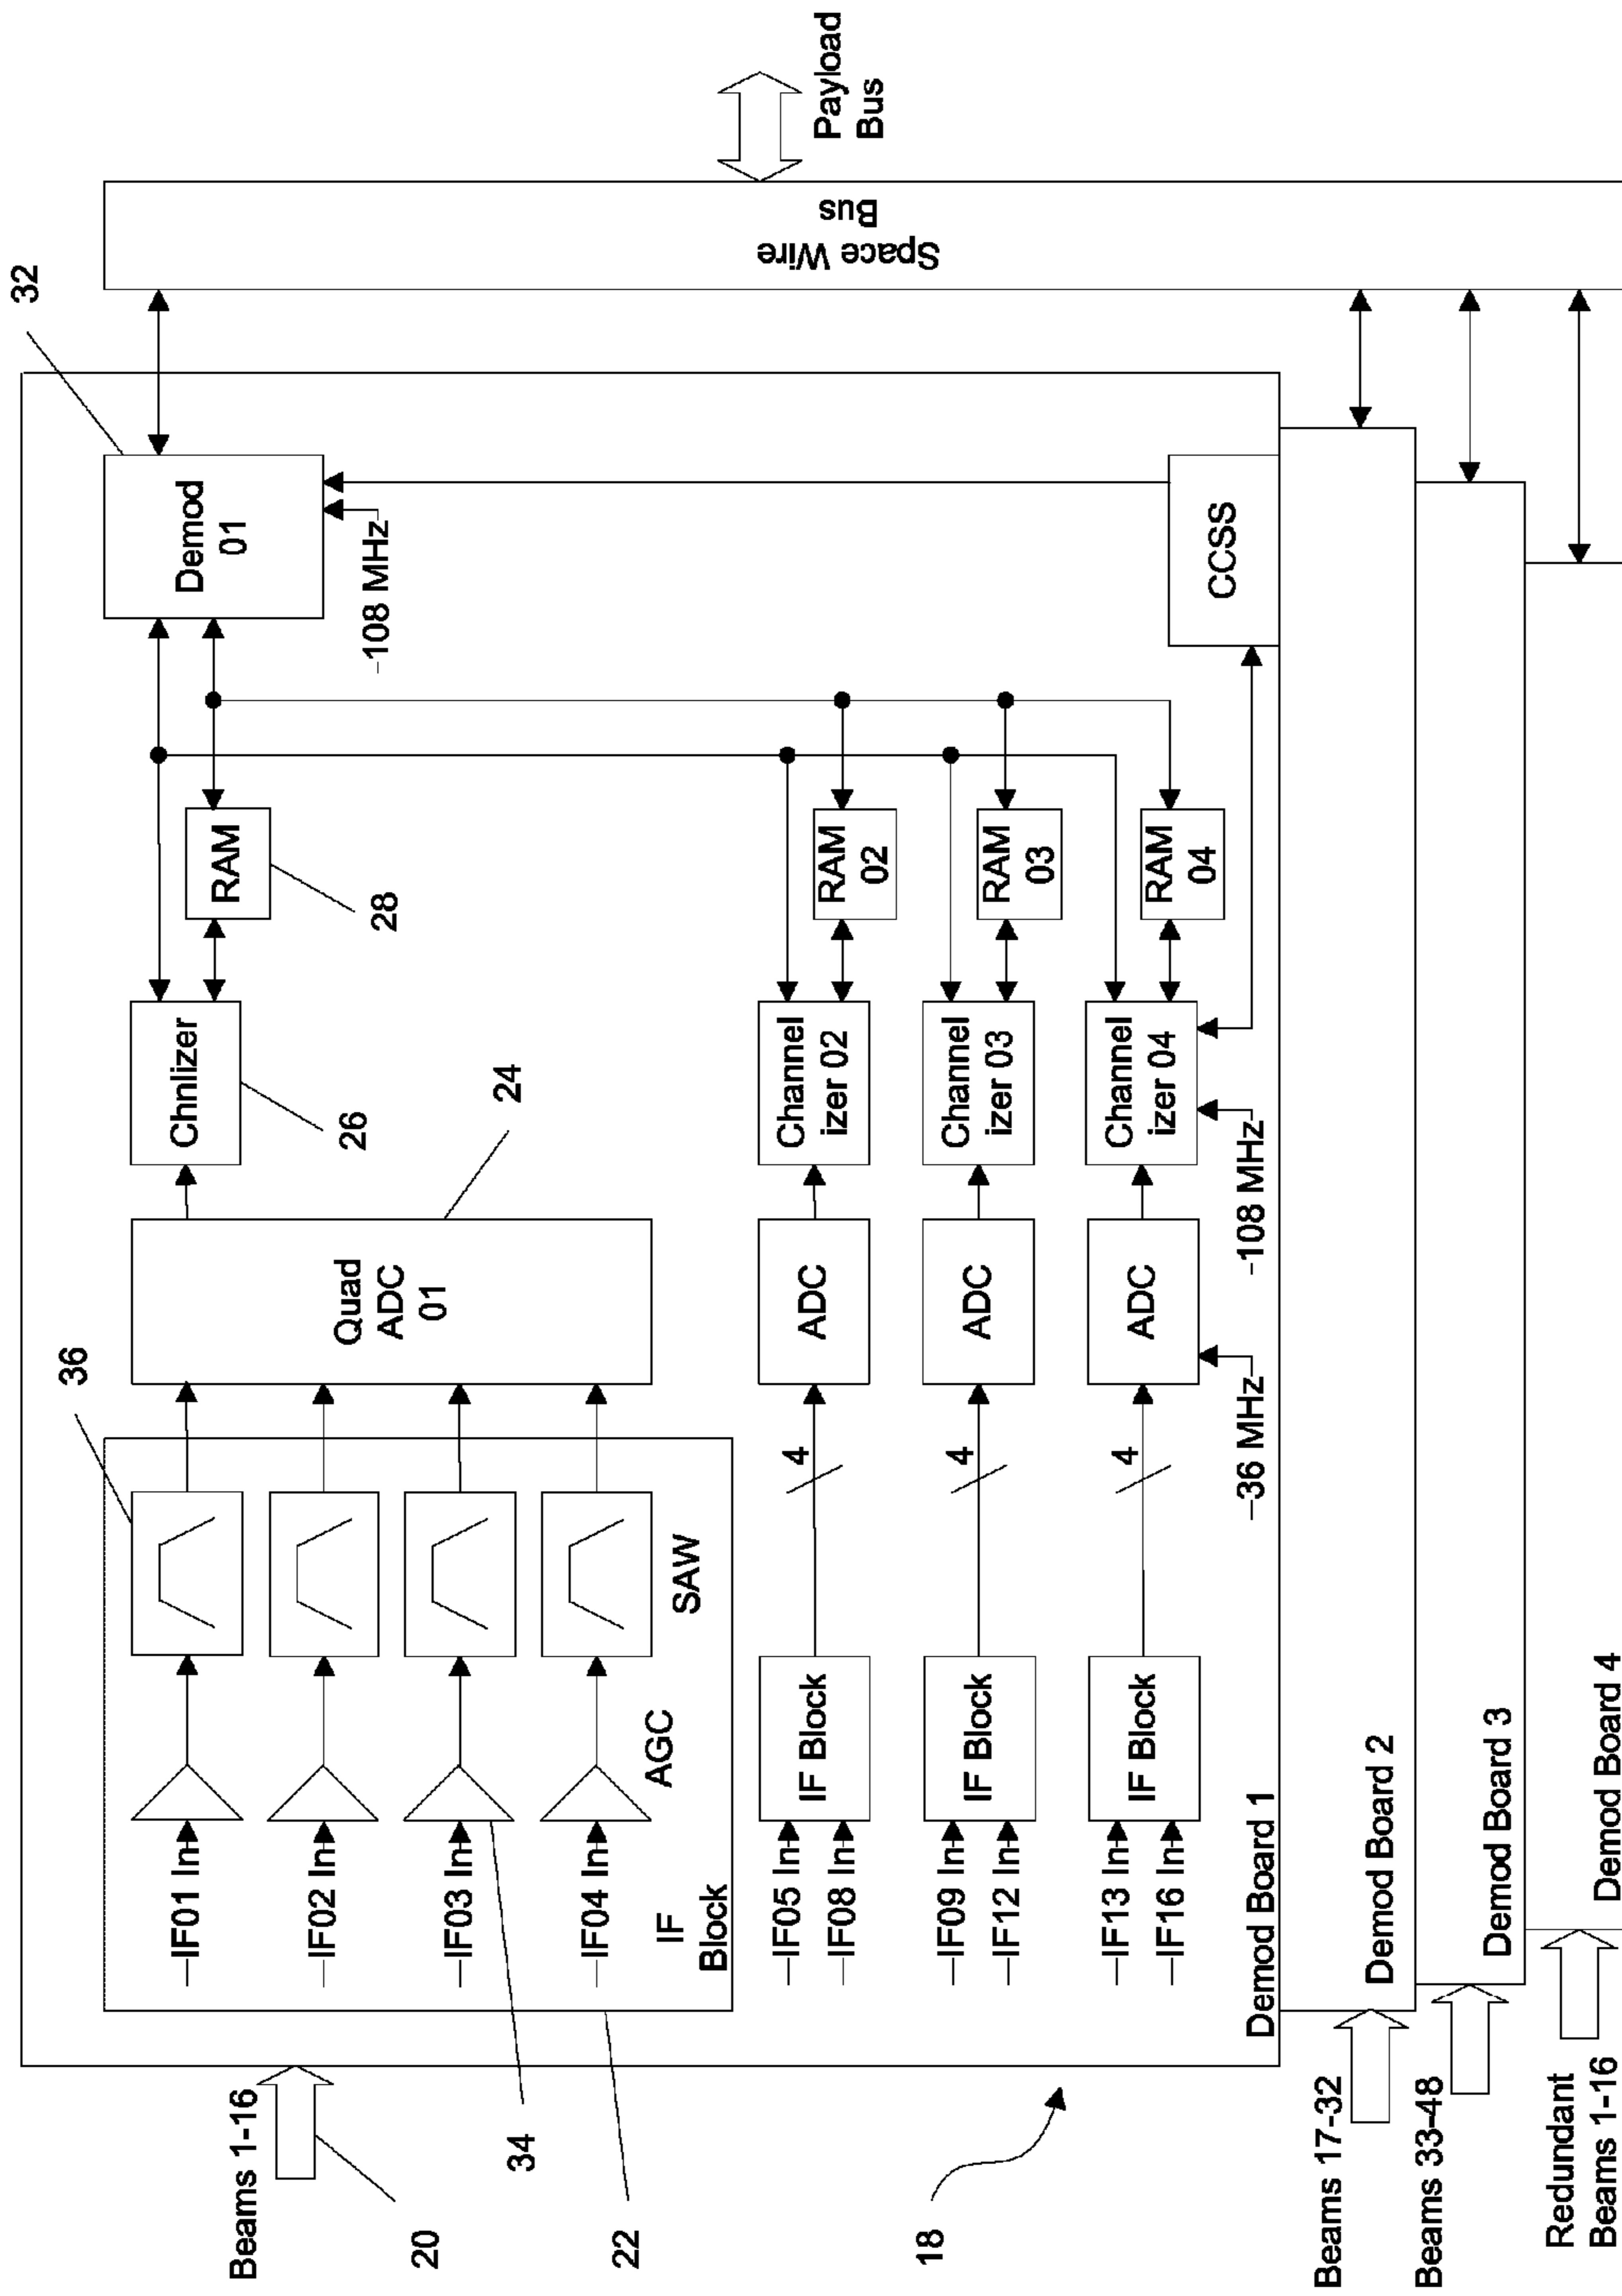 Beams 1-16
20
22
34
18
IF01 In
IF02 In
IF03 In
IF04 In
IF
Block
AGC
SAW
36
Quad
ADC
01
24
Chnlizer
26
RAM
28
Demod
01
32
108 MHz
IF05 In
IF08 In
IF Block
4
ADC
Channel
izer 02
RAM
02
IF09 In
IF12 In
IF Block
4
ADC
Channel
izer 03
RAM
03
IF13 In
IF16 In
IF Block
4
ADC
36 MHz
Channel
izer 04
108 MHz
RAM
04
CCSS
Demod Board 1
Beams 17-32
Demod Board 2
Beams 33-48
Demod Board 3
Redundant
Beams 1-16
Demod Board 4
Space Wire
Bus
Payload
Bus